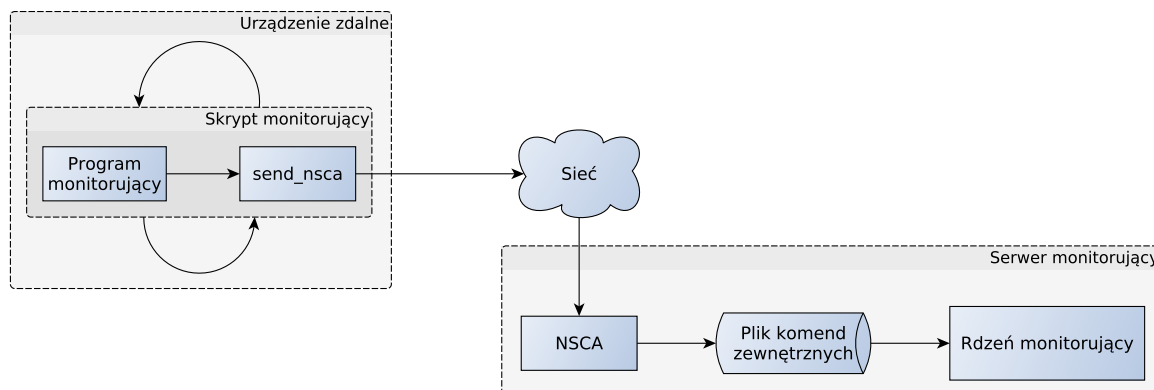 Urządzenie zdalne
Skrypt monitorujący
Program
monitorujący
send_nsca
Sieć
Serwer monitorujący
NSCA
Plik komend
zewnętrznych
Rdzeń monitorujący